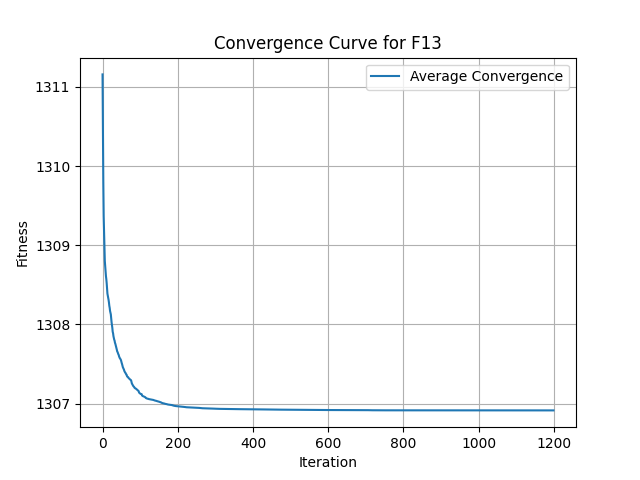 Convergence Curve for F13
Average Convergence
Fitness
1311
1310
1309
1308
1307
0 200 400 600 800 1000 1200
Iteration